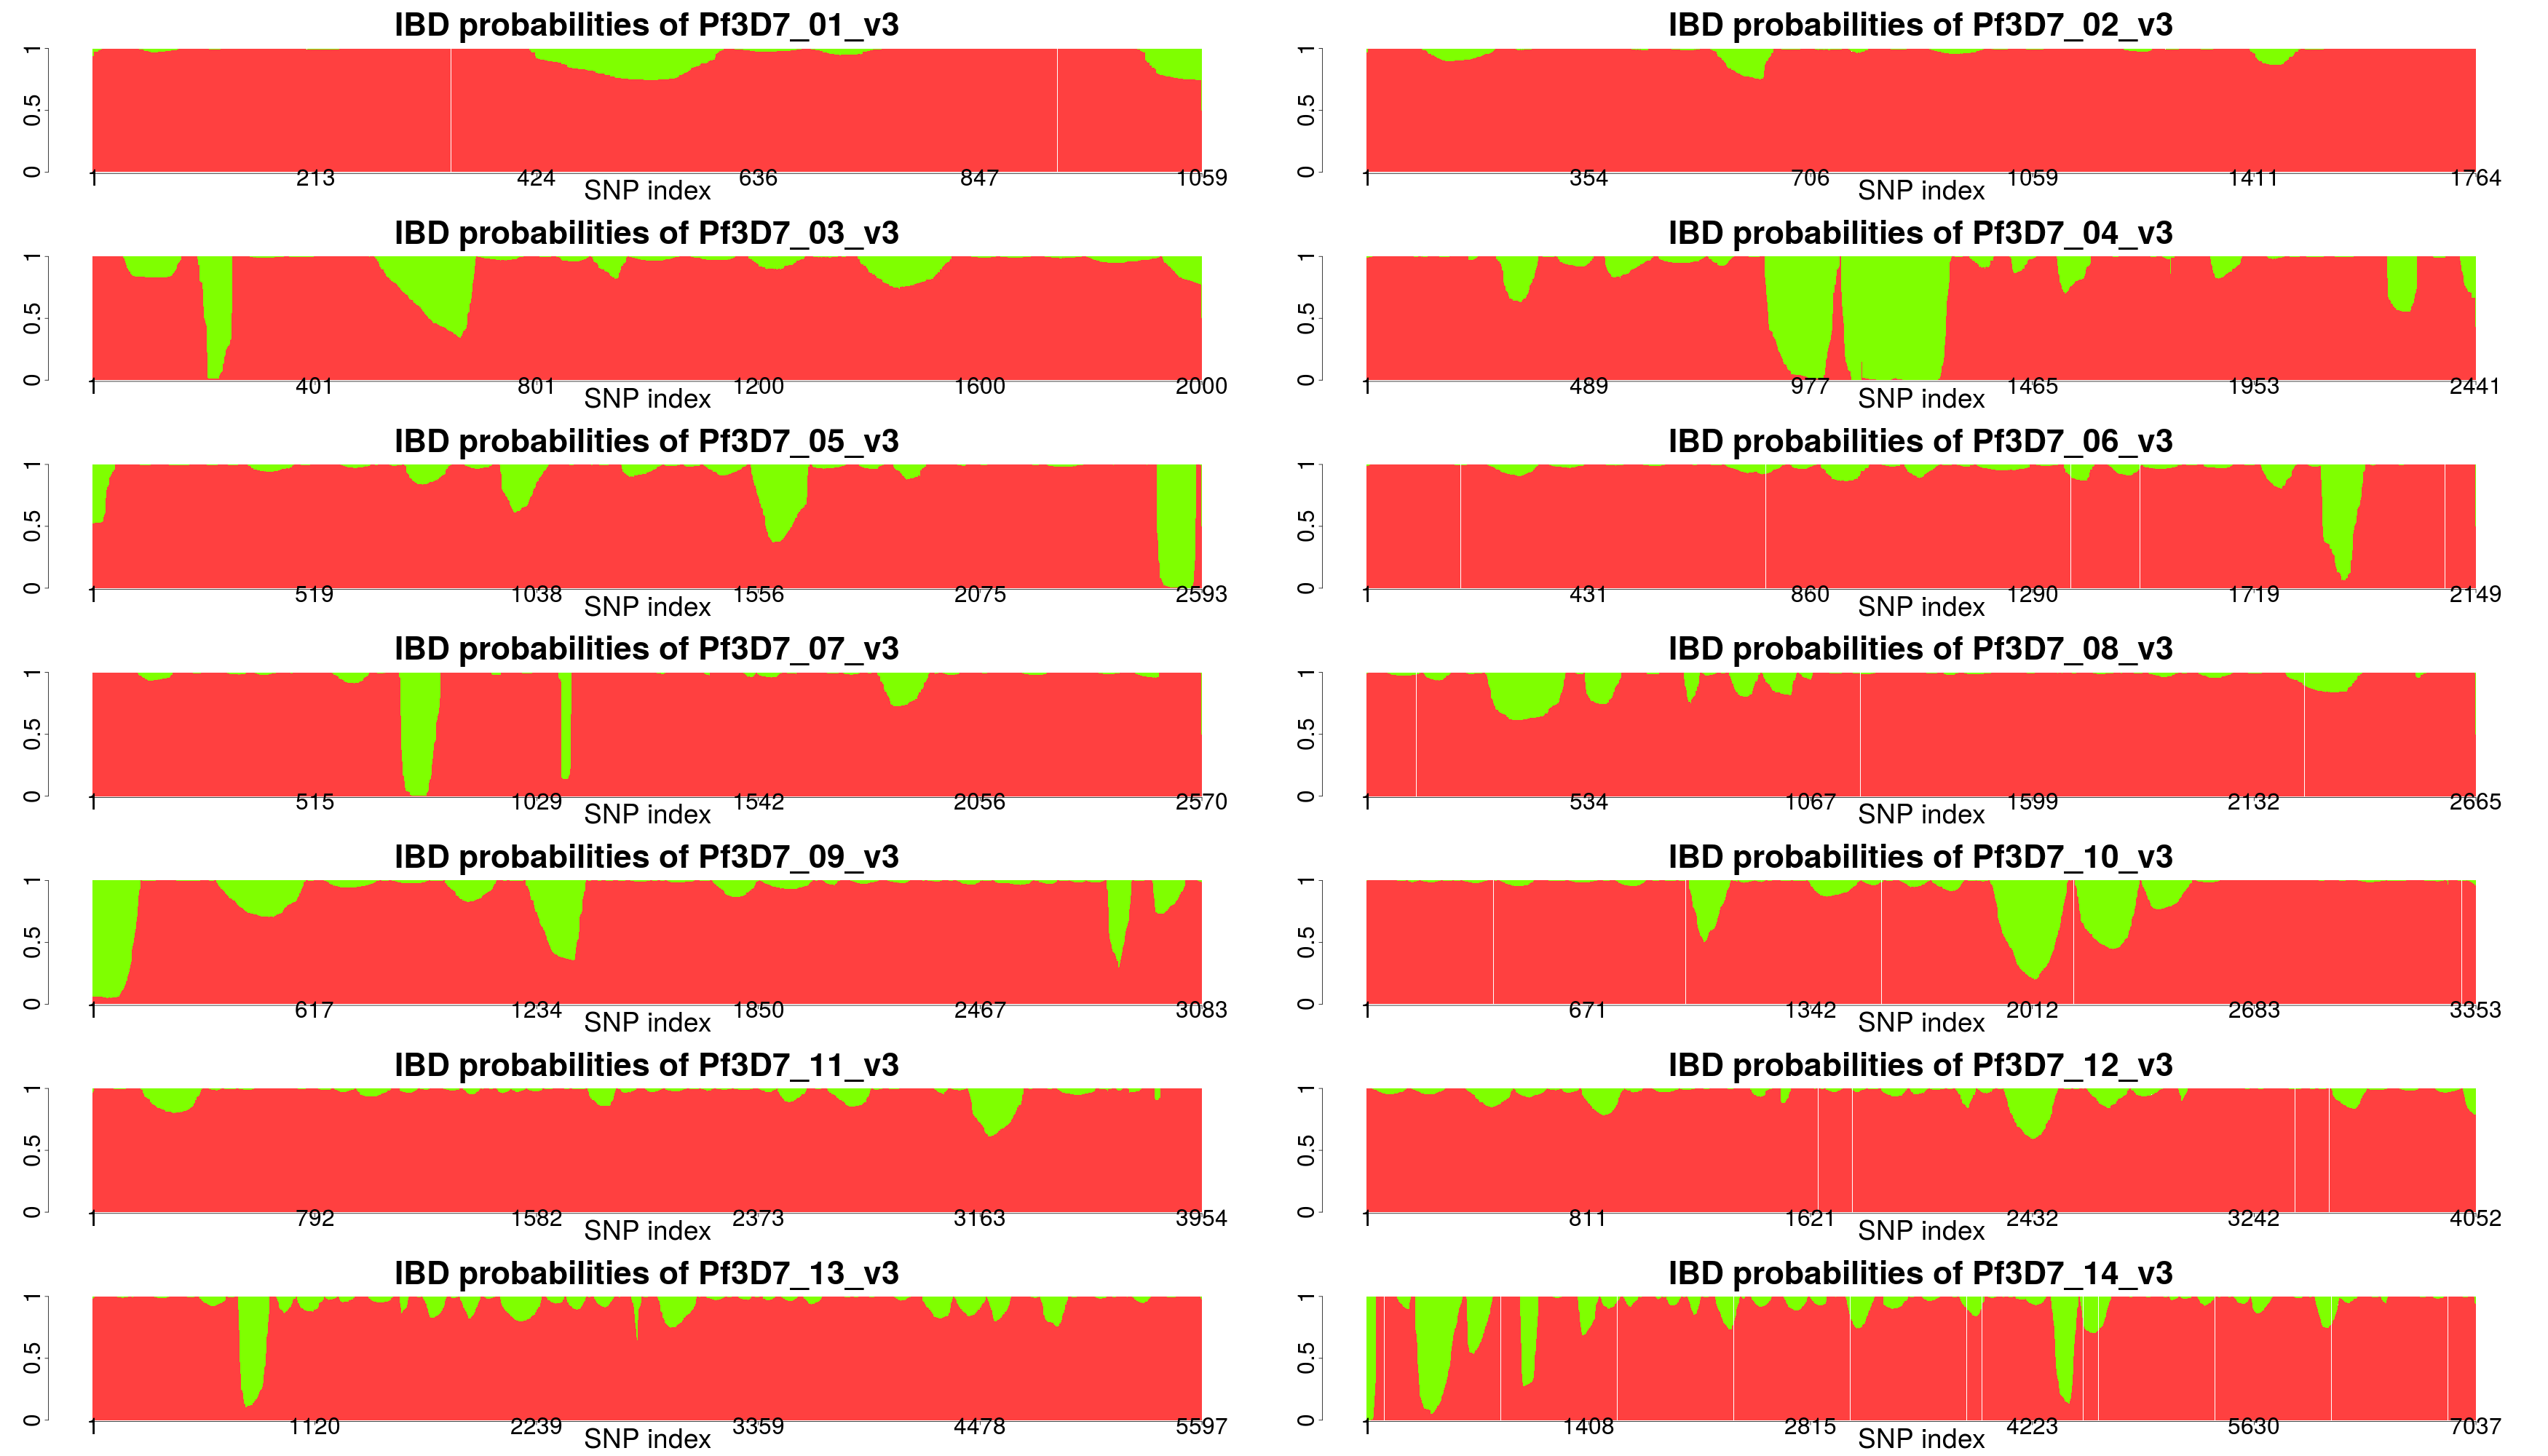 IBD probabilities of Pf3D7_01_v3
0 0.5 1
1 213 424 636 847 1059
SNP index
IBD probabilities of Pf3D7_02_v3
0 0.5 1
1 354 706 1059 1411 1764
SNP index
IBD probabilities of Pf3D7_03_v3
0 0.5 1
1 401 801 1200 1600 2000
SNP index
IBD probabilities of Pf3D7_04_v3
0 0.5 1
1 489 977 1465 1953 2441
SNP index
IBD probabilities of Pf3D7_05_v3
0 0.5 1
1 519 1038 1556 2075 2593
SNP index
IBD probabilities of Pf3D7_06_v3
0 0.5 1
1 431 860 1290 1719 2149
SNP index
IBD probabilities of Pf3D7_07_v3
0 0.5 1
1 515 1029 1542 2056 2570
SNP index
IBD probabilities of Pf3D7_08_v3
0 0.5 1
1 534 1067 1599 2132 2665
SNP index
IBD probabilities of Pf3D7_09_v3
0 0.5 1
1 617 1234 1850 2467 3083
SNP index
IBD probabilities of Pf3D7_10_v3
0 0.5 1
1 671 1342 2012 2683 3353
SNP index
IBD probabilities of Pf3D7_11_v3
0 0.5 1
1 792 1582 2373 3163 3954
SNP index
IBD probabilities of Pf3D7_12_v3
0 0.5 1
1 811 1621 2432 3242 4052
SNP index
IBD probabilities of Pf3D7_13_v3
0 0.5 1
1 1120 2239 3359 4478 5597
SNP index
IBD probabilities of Pf3D7_14_v3
0 0.5 1
1 1408 2815 4223 5630 7037
SNP index